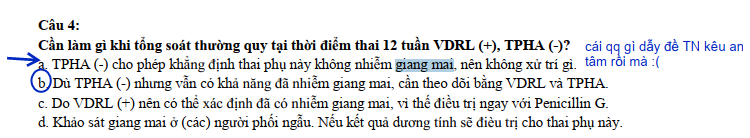 Câu 4:
Cần làm gì khi tổng soát thường quy tại thời điểm thai 12 tuần VDRL (+), TPHA (-)? cái qq gì dẫy đề TN kêu an
a. TPHA (-) cho phép khẳng định thai phụ này không nhiễm giang mai, nên không xử trí gì. tâm rồi mà :(
b. Dù TPHA (-) nhưng vẫn có khả năng đã nhiễm giang mai, cần theo dõi bằng VDRL và TPHA.
c. Do VDRL (+) nên có thể xác định đã có nhiễm giang mai, vì thế điều trị ngay với Penicillin G.
d. Khảo sát giang mai ở (các) người phối ngẫu. Nếu kết quả dương tính sẽ điều trị cho thai phụ này.